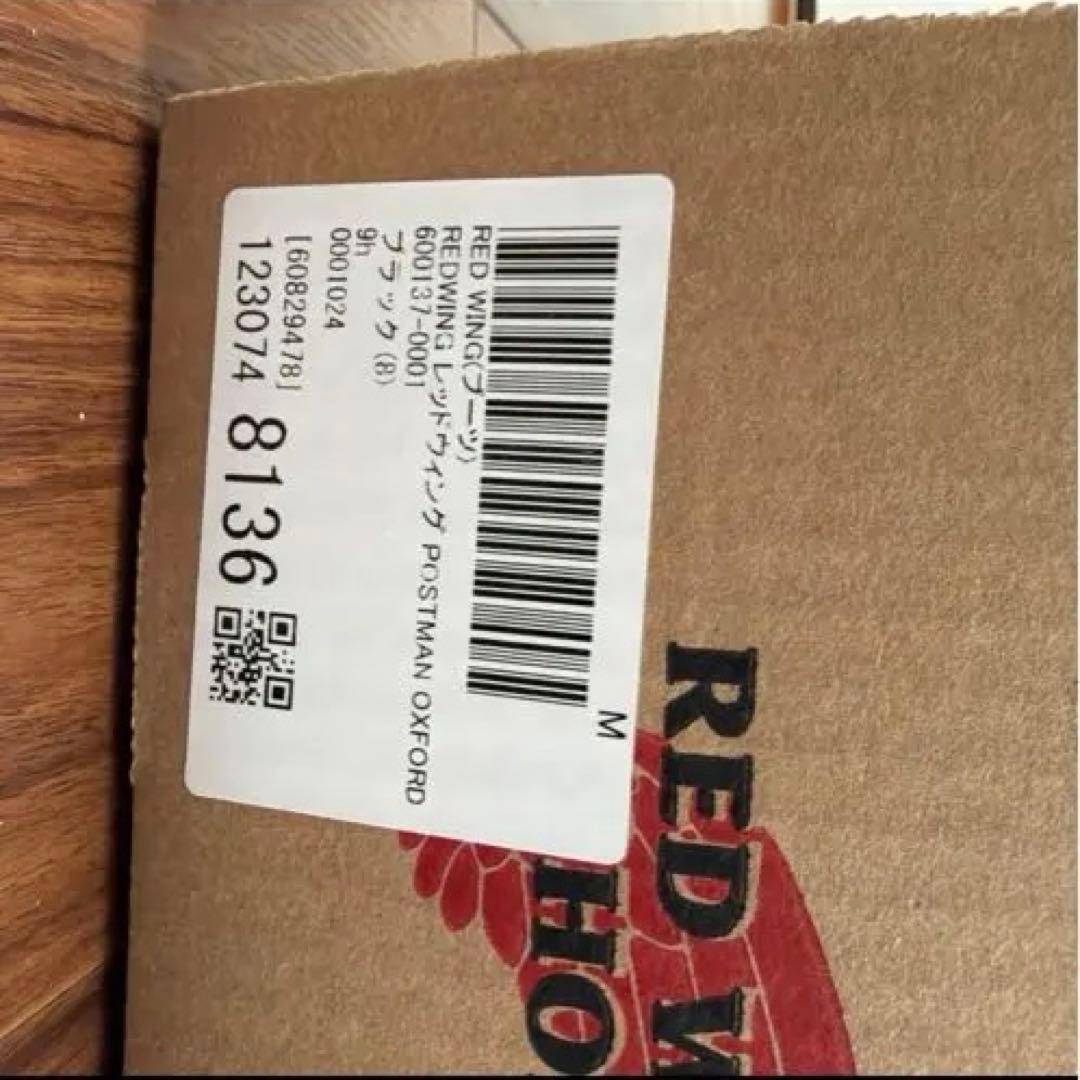 M
RED WING(ブーツ)
REDWING レッドウィング POSTMAN OXFORD
600137-0001
ブラック(8)
9h
0001024
[60829478]
123074 8136
RED W
HO